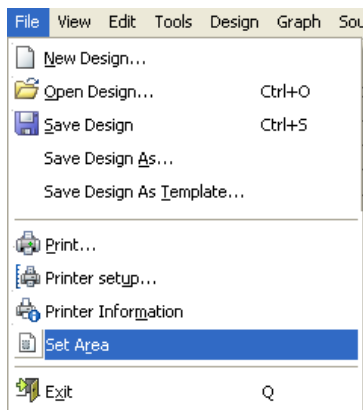 File View Edit Tools Design Graph Sou
New Design...
Open Design... Ctrl+O
Save Design Ctrl+S
Save Design As...
Save Design As Template...
Print...
Printer setup...
Printer Information
Set Area
Exit Q